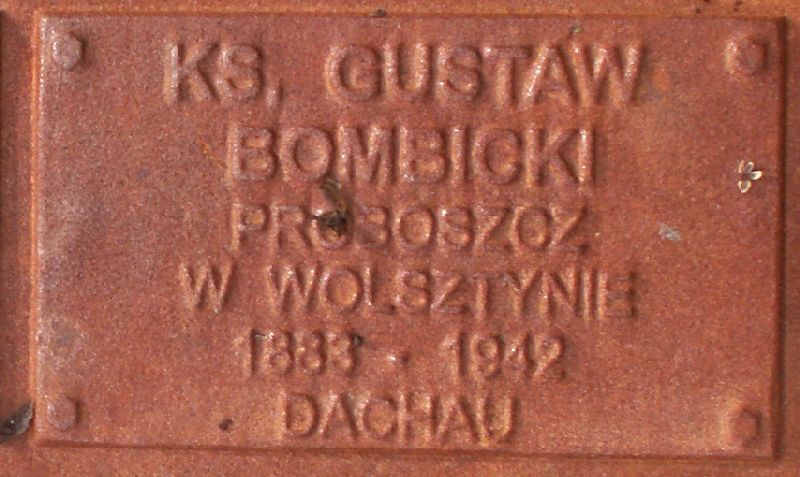 KS. GUSTAW
BOMBICKI
PROBOSZCZ
W WOLSZTYNIE
1883 - 1942
DACHAU